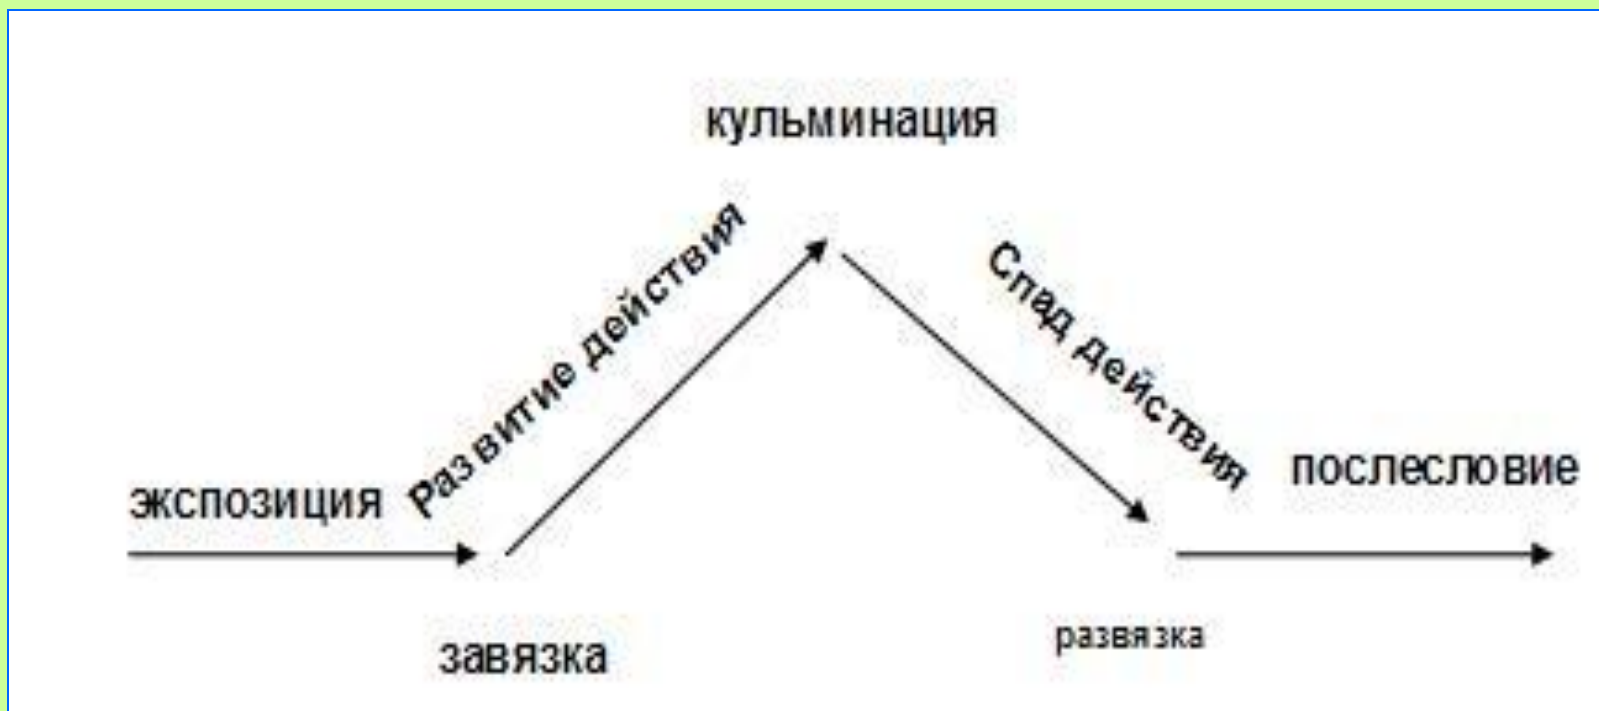 кульминация
Развитие действия
Спад действия
экспозиция
послесловие
завязка
развязка